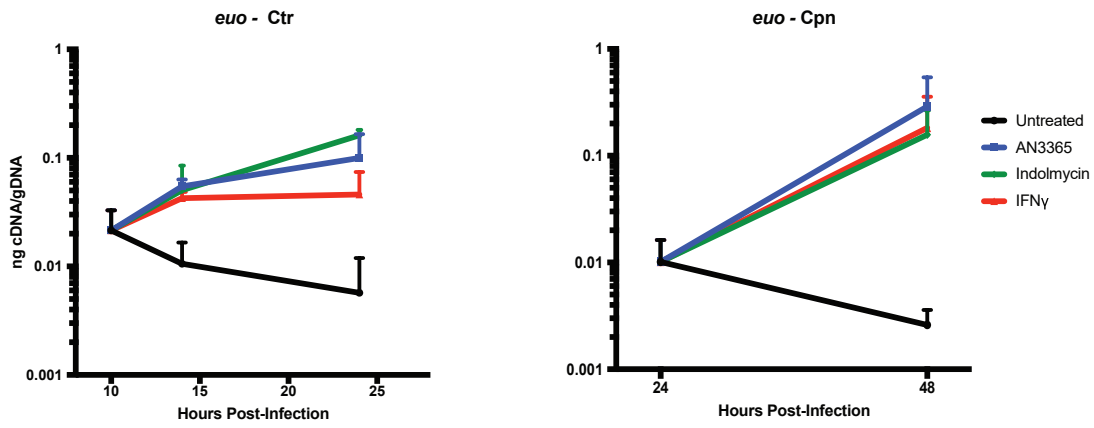 euo - Ctr
ng cDNA/gDNA
1
0.1
0.01
0.001
10 15 20 25
Hours Post-Infection
euo - Cpn
1
0.1
0.01
0.001
24 48
Hours Post-Infection
Untreated
AN3365
Indolmycin
IFNγ